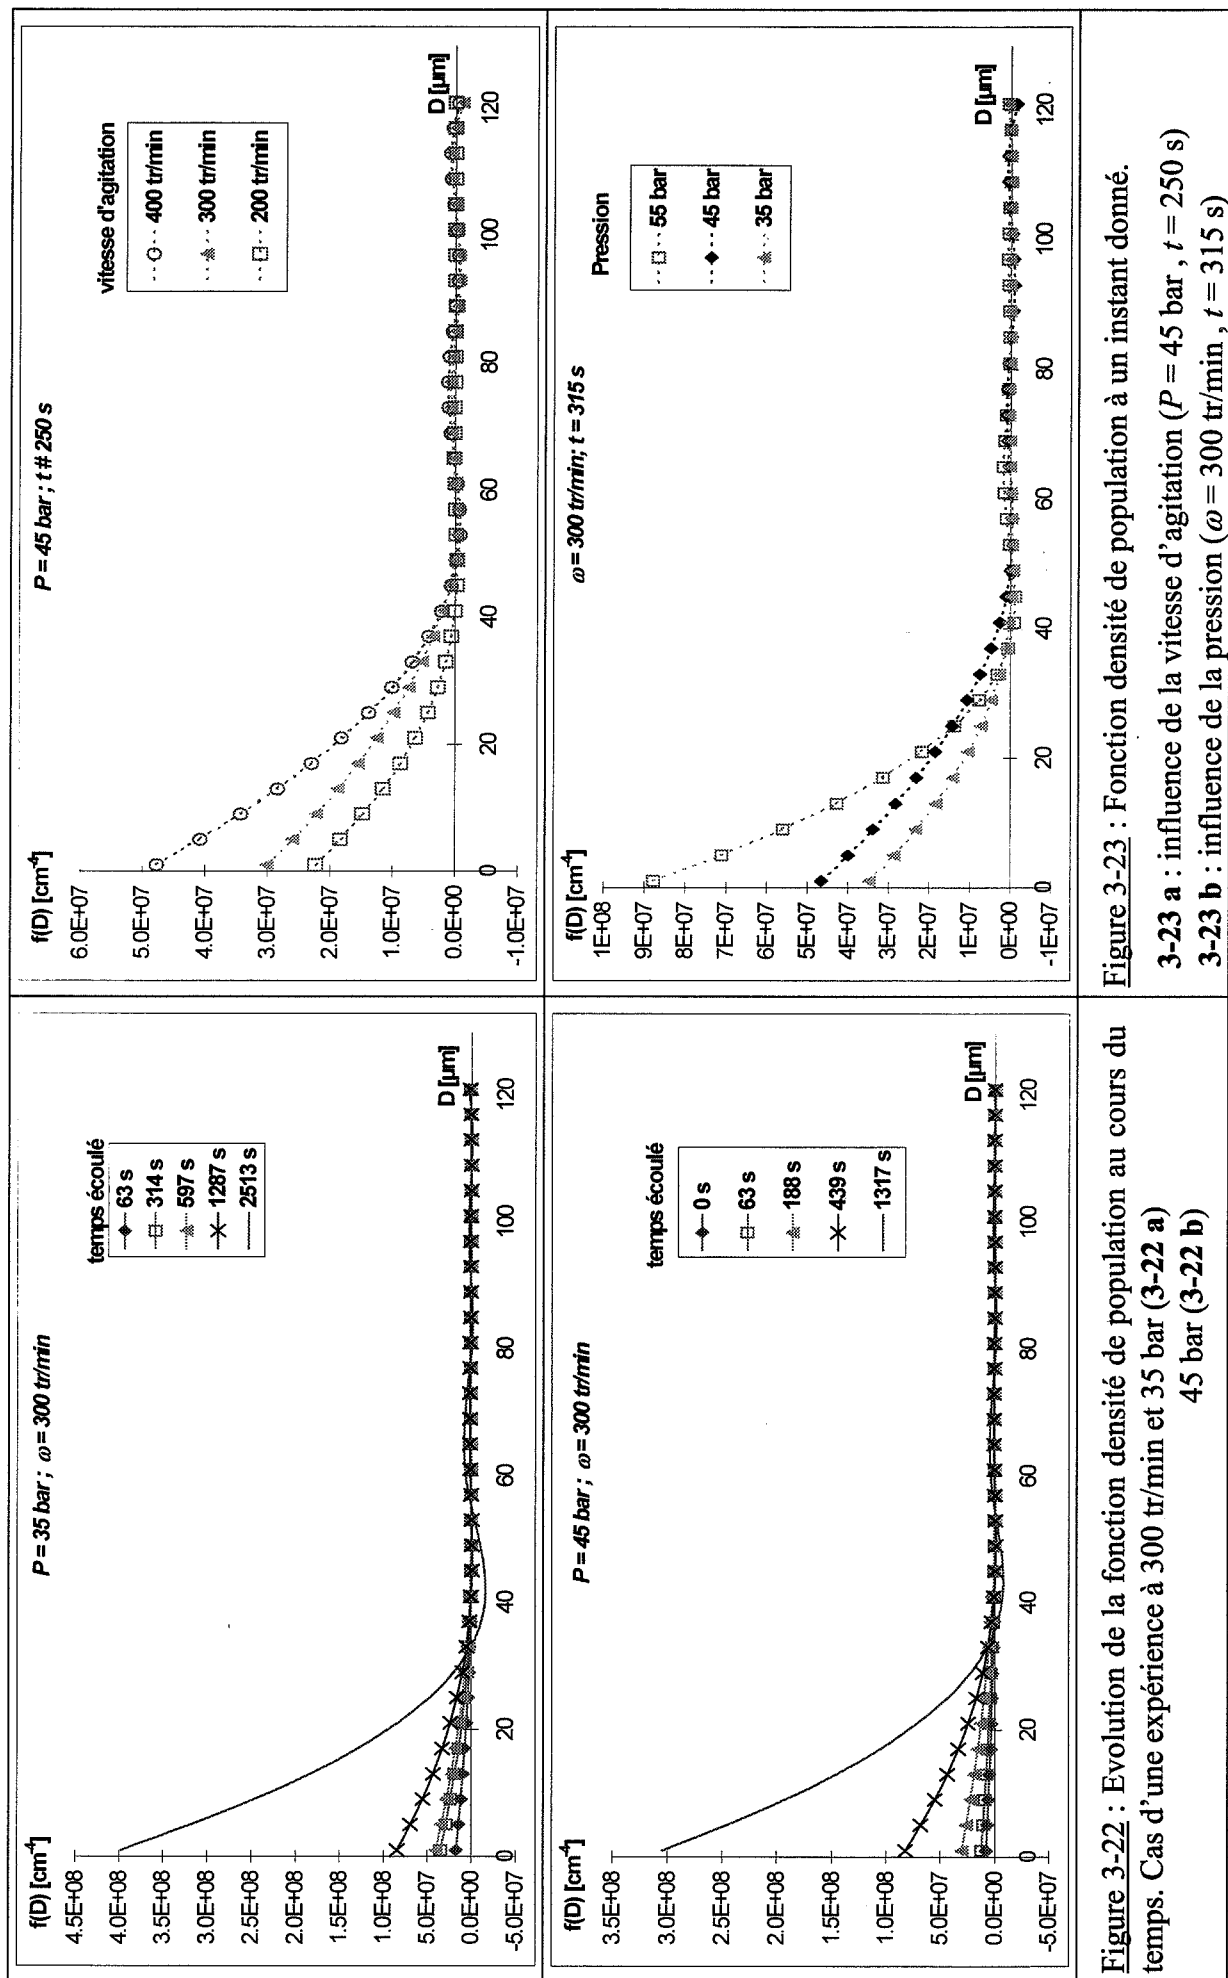 P = 35 bar ; ω = 300 tr/min
f(D) [cm⁻⁴]
4.5E+08
4.0E+08
3.5E+08
3.0E+08
2.5E+08
2.0E+08
1.5E+08
1.0E+08
5.0E+07
0.0E+00
-5.0E+07
0
20
40
60
80
100
120
D [µm]
temps écoulé
63 s
314 s
597 s
1287 s
2513 s
P = 45 bar ; ω = 300 tr/min
f(D) [cm⁻⁴]
3.5E+08
3.0E+08
2.5E+08
2.0E+08
1.5E+08
1.0E+08
5.0E+07
0.0E+00
-5.0E+07
0
20
40
60
80
100
120
D [µm]
temps écoulé
0 s
63 s
188 s
439 s
1317 s
Figure 3-22 : Evolution de la fonction densité de population au cours du
temps. Cas d'une expérience à 300 tr/min et 35 bar (3-22 a)
45 bar (3-22 b)
P = 45 bar ; t # 250 s
f(D) [cm⁻⁴]
6.0E+07
5.0E+07
4.0E+07
3.0E+07
2.0E+07
1.0E+07
0.0E+00
-1.0E+07
0
20
40
60
80
100
120
D [µm]
vitesse d'agitation
400 tr/min
300 tr/min
200 tr/min
ω = 300 tr/min; t = 315 s
f(D) [cm⁻⁴]
1E+08
9E+07
8E+07
7E+07
6E+07
5E+07
4E+07
3E+07
2E+07
1E+07
0E+00
-1E+07
0
20
40
60
80
100
120
D [µm]
Pression
55 bar
45 bar
35 bar
Figure 3-23 : Fonction densité de population à un instant donné.
3-23 a : influence de la vitesse d'agitation (P = 45 bar , t = 250 s)
3-23 b : influence de la pression (ω = 300 tr/min , t = 315 s)